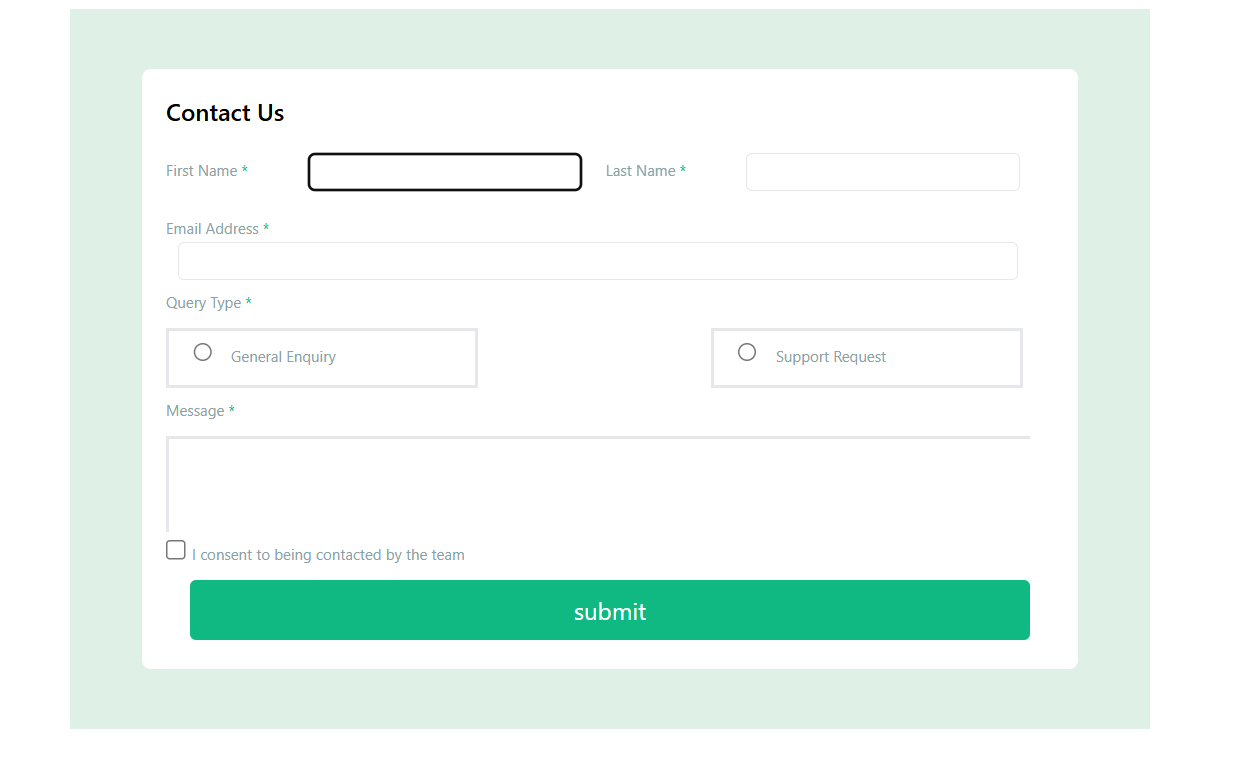 Contact Us
First Name * Last Name *
Email Address *
Query Type *
General Enquiry Support Request
Message *
I consent to being contacted by the team
submit